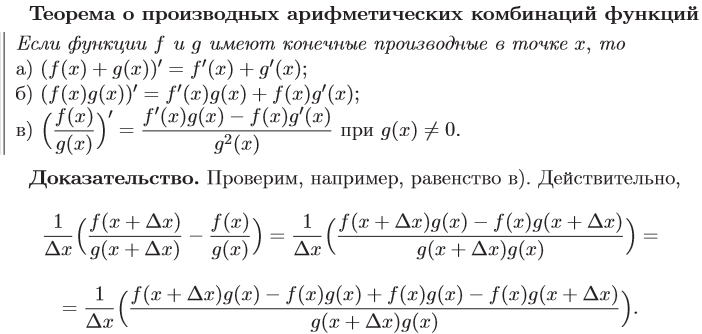 Теорема о производных арифметических комбинаций функций
Если функции f и g имеют конечные производные в точке x, то
а) (f(x) + g(x))′ = f′(x) + g′(x);
б) (f(x)g(x))′ = f′(x)g(x) + f(x)g′(x);
в) (f(x)/g(x))′ = (f′(x)g(x) − f(x)g′(x))/g²(x) при g(x) ≠ 0.
Доказательство. Проверим, например, равенство в). Действительно,
1/Δx (f(x + Δx)/g(x + Δx) − f(x)/g(x)) = 1/Δx ((f(x + Δx)g(x) − f(x)g(x + Δx))/(g(x + Δx)g(x))) =
= 1/Δx ((f(x + Δx)g(x) − f(x)g(x) + f(x)g(x) − f(x)g(x + Δx))/(g(x + Δx)g(x))).